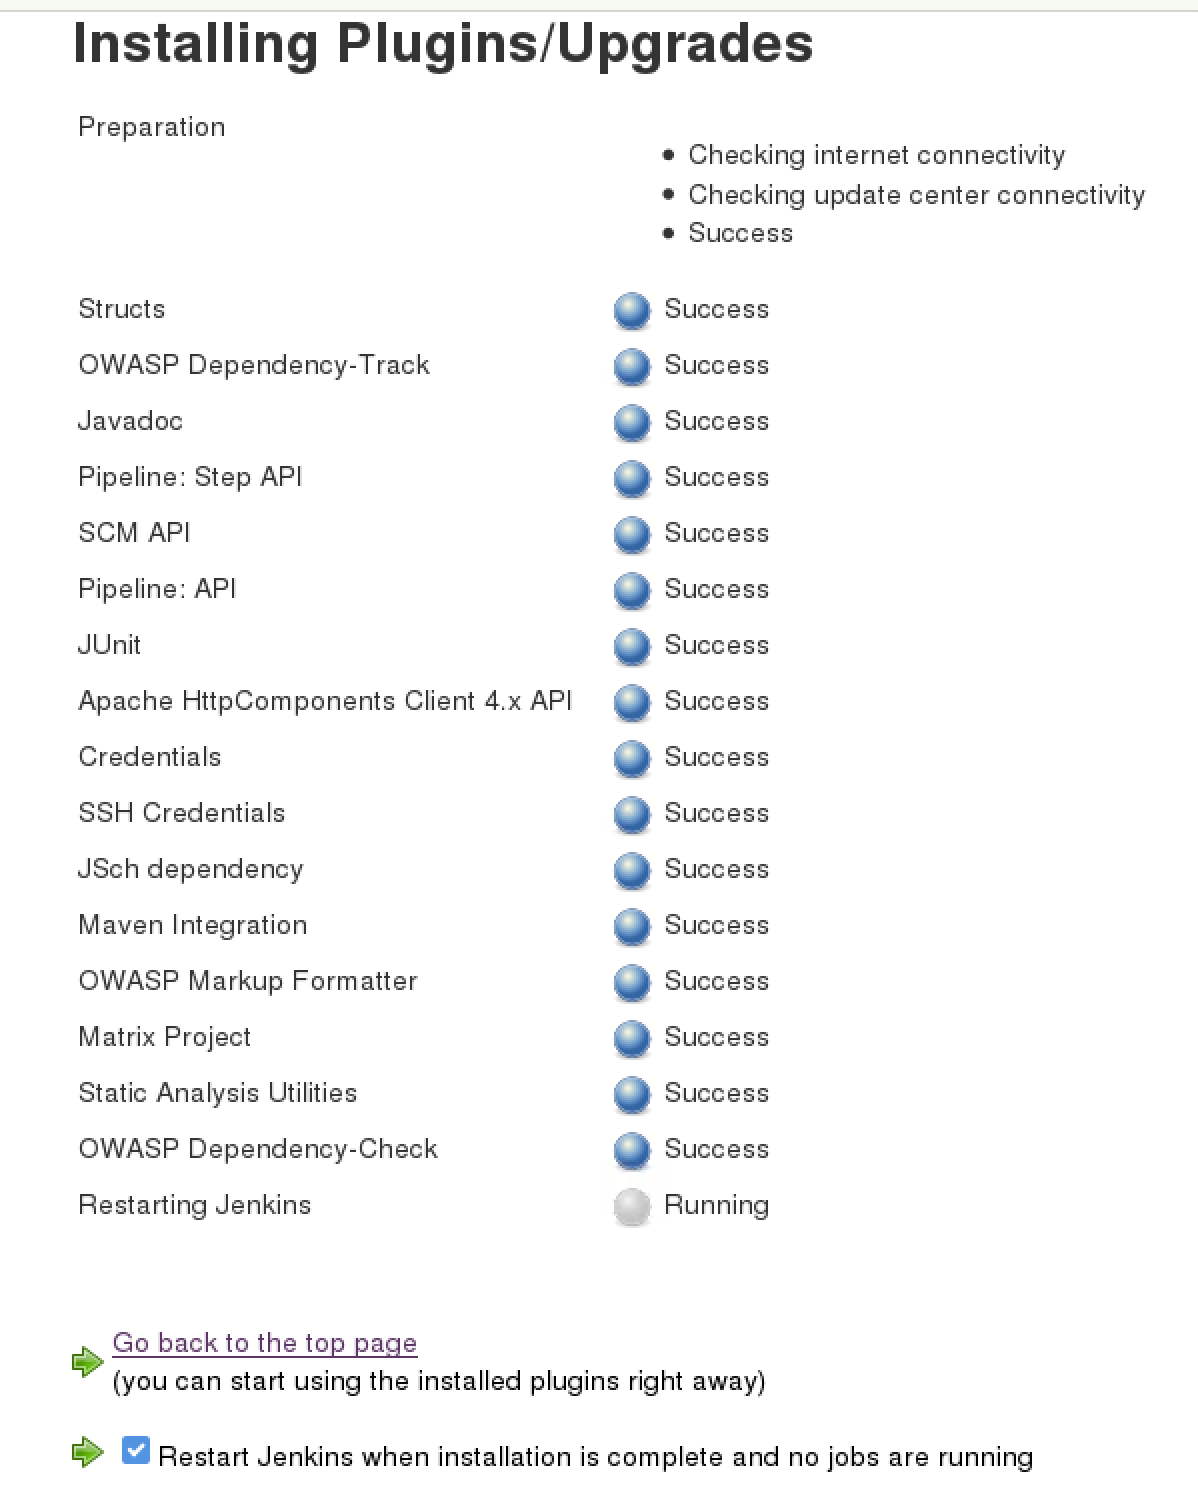 Installing Plugins/Upgrades
Preparation
Checking internet connectivity
Checking update center connectivity
Success
Structs Success
OWASP Dependency-Track Success
Javadoc Success
Pipeline: Step API Success
SCM API Success
Pipeline: API Success
JUnit Success
Apache HttpComponents Client 4.x API Success
Credentials Success
SSH Credentials Success
JSch dependency Success
Maven Integration Success
OWASP Markup Formatter Success
Matrix Project Success
Static Analysis Utilities Success
OWASP Dependency-Check Success
Restarting Jenkins Running
Go back to the top page
(you can start using the installed plugins right away)
Restart Jenkins when installation is complete and no jobs are running